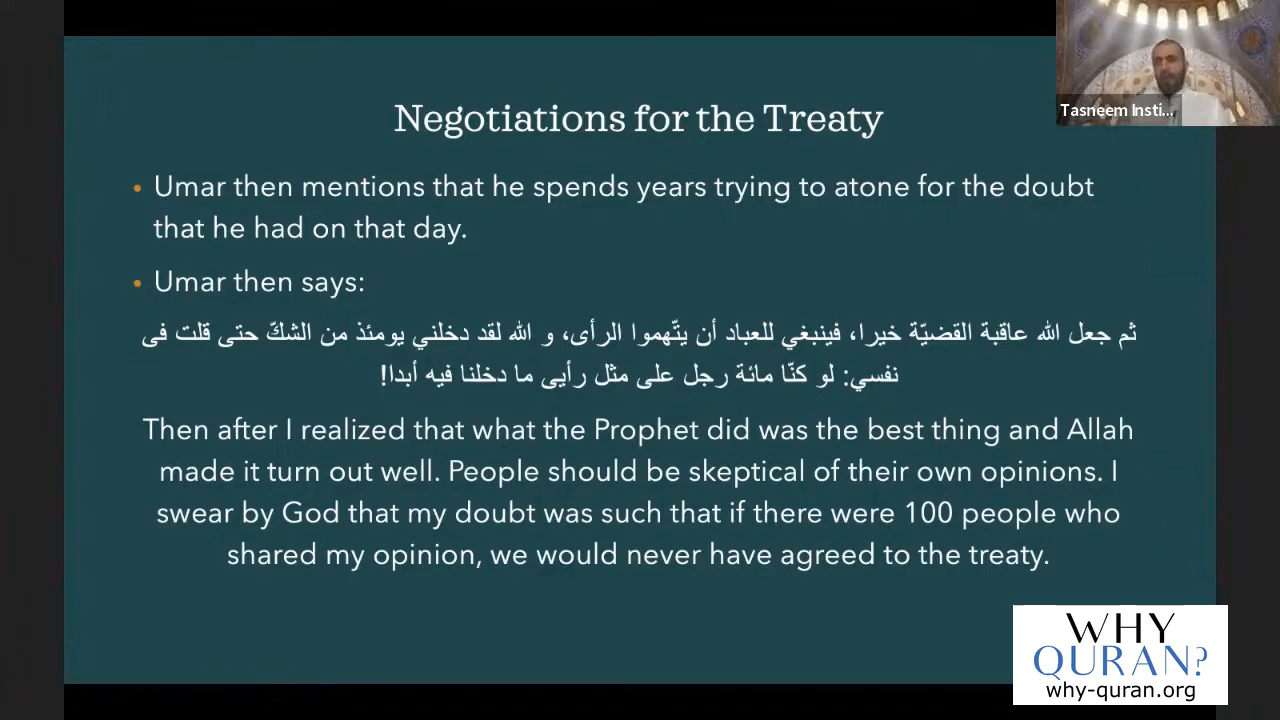 Tasneem Insti...
Negotiations for the Treaty
• Umar then mentions that he spends years trying to atone for the doubt
that he had on that day.
• Umar then says:
ثم جعل الله عاقبة القضيّة خيرا، فينبغي للعباد أن يتّهموا الرأى، و الله لقد دخلني يومئذ من الشكّ حتى قلت فى
نفسي: لو كنّا مائة رجل على مثل رأيى ما دخلنا فيه أبدا!
Then after I realized that what the Prophet did was the best thing and Allah
made it turn out well. People should be skeptical of their own opinions. I
swear by God that my doubt was such that if there were 100 people who
shared my opinion, we would never have agreed to the treaty.
WHY
QURAN?
why-quran.org